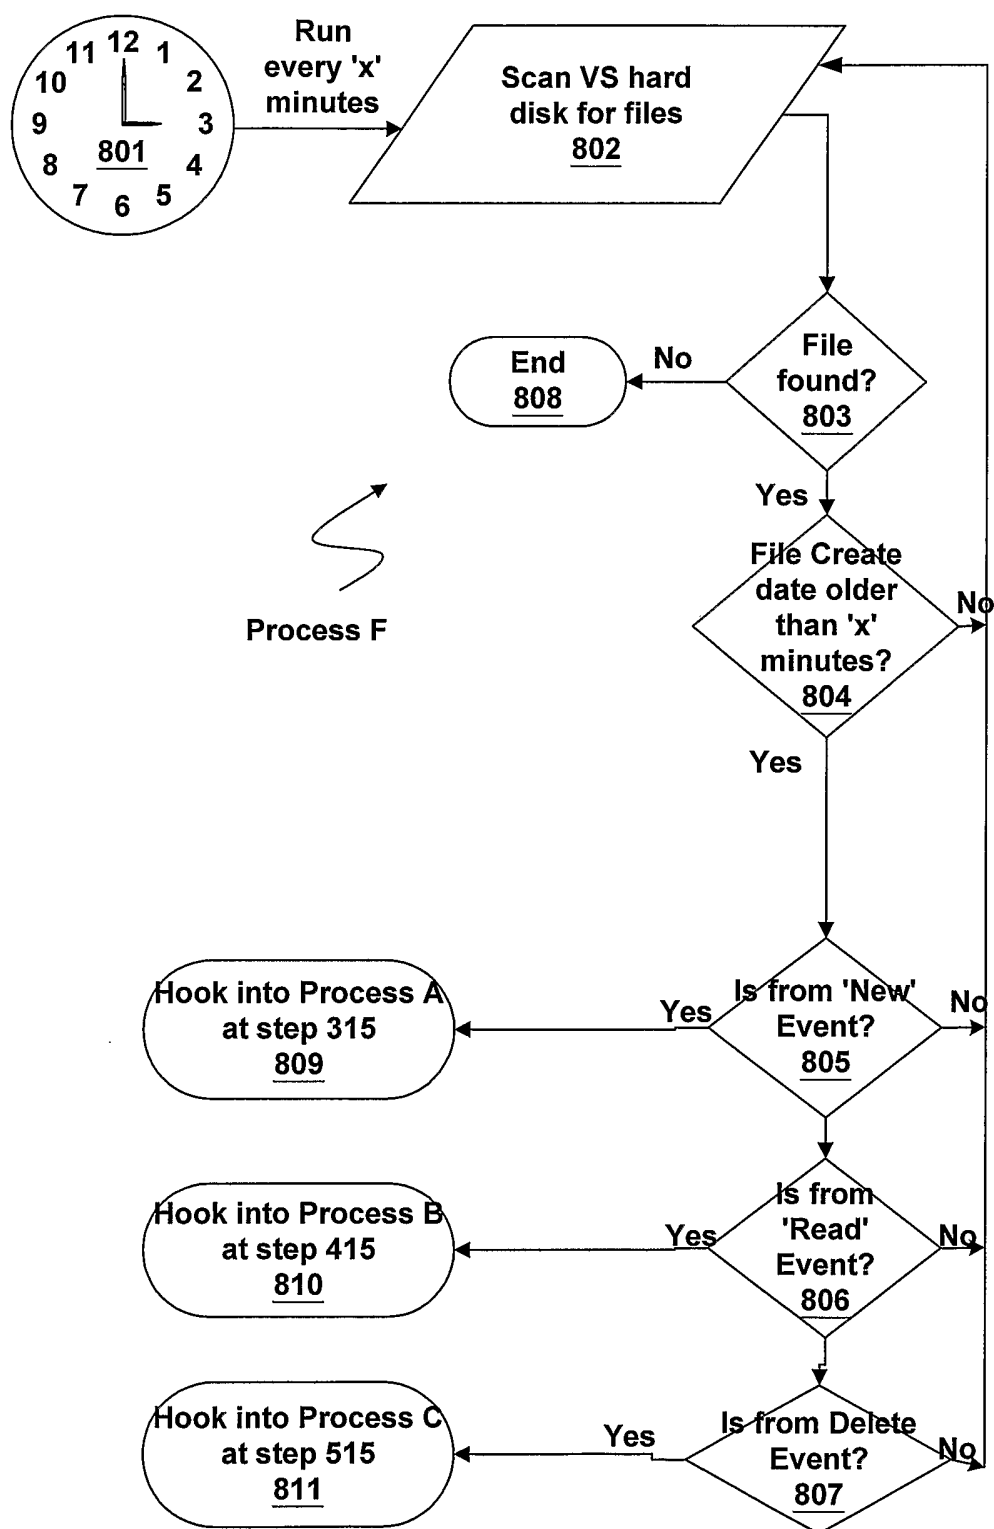 12
11
1
10
2
9
3
801
8
4
7
5
6
Run
every 'x'
minutes
Scan VS hard
disk for files
802
File
found?
803
No
End
808
Yes
File Create
date older
than 'x'
minutes?
804
No
Process F
Yes
Is from 'New'
Event?
805
Yes
No
Hook into Process A
at step 315
809
Is from
'Read'
Event?
806
Yes
No
Hook into Process B
at step 415
810
Is from Delete
Event?
807
Yes
No
Hook into Process C
at step 515
811